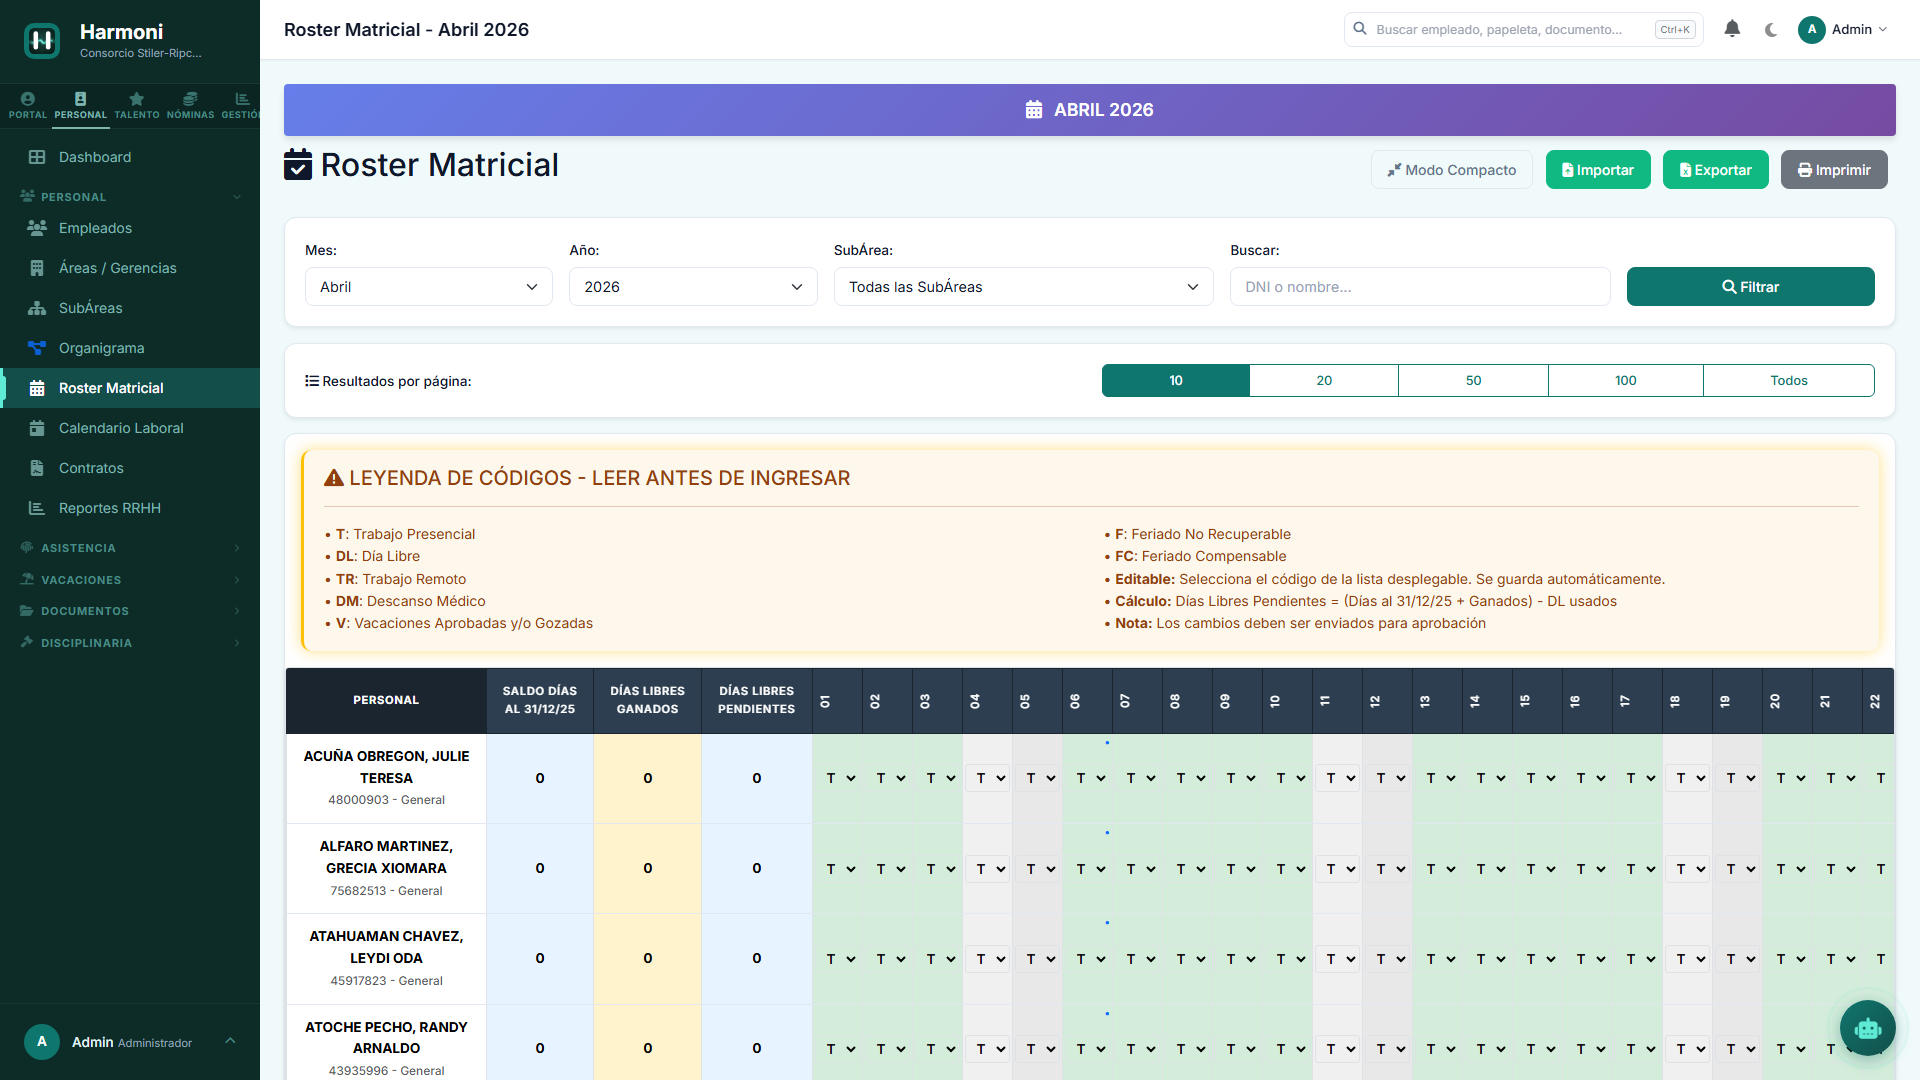 Harmoni
Consorcio Stiler-Ripc...
PORTAL PERSONAL TALENTO NÓMINAS GESTIÓN
Dashboard
PERSONAL
Empleados
Áreas / Gerencias
SubÁreas
Organigrama
Roster Matricial
Calendario Laboral
Contratos
Reportes RRHH
ASISTENCIA
VACACIONES
DOCUMENTOS
DISCIPLINARIA
A Admin Administrador
Roster Matricial - Abril 2026
Buscar empleado, papeleta, documento... Ctrl+K
A Admin
ABRIL 2026
Roster Matricial
Modo Compacto Importar Exportar Imprimir
Mes: Año: SubÁrea: Buscar:
Abril 2026 Todas las SubÁreas DNI o nombre... Filtrar
Resultados por página: 10 20 50 100 Todos
LEYENDA DE CÓDIGOS - LEER ANTES DE INGRESAR
• T: Trabajo Presencial
• DL: Día Libre
• TR: Trabajo Remoto
• DM: Descanso Médico
• V: Vacaciones Aprobadas y/o Gozadas
• F: Feriado No Recuperable
• FC: Feriado Compensable
• Editable: Selecciona el código de la lista desplegable. Se guarda automáticamente.
• Cálculo: Días Libres Pendientes = (Días al 31/12/25 + Ganados) - DL usados
• Nota: Los cambios deben ser enviados para aprobación
PERSONAL SALDO DÍAS AL 31/12/25 DÍAS LIBRES GANADOS DÍAS LIBRES PENDIENTES 01 02 03 04 05 06 07 08 09 10 11 12 13 14 15 16 17 18 19 20 21 22
ACUÑA OBREGON, JULIE TERESA
48000903 - General
0 0 0 T T T T T T T T T T T T T T T T T T T T T T
ALFARO MARTINEZ, GRECIA XIOMARA
75682513 - General
0 0 0 T T T T T T T T T T T T T T T T T T T T T T
ATAHUAMAN CHAVEZ, LEYDI ODA
45917823 - General
0 0 0 T T T T T T T T T T T T T T T T T T T T T T
ATOCHE PECHO, RANDY ARNALDO
43935996 - General
0 0 0 T T T T T T T T T T T T T T T T T T T T T